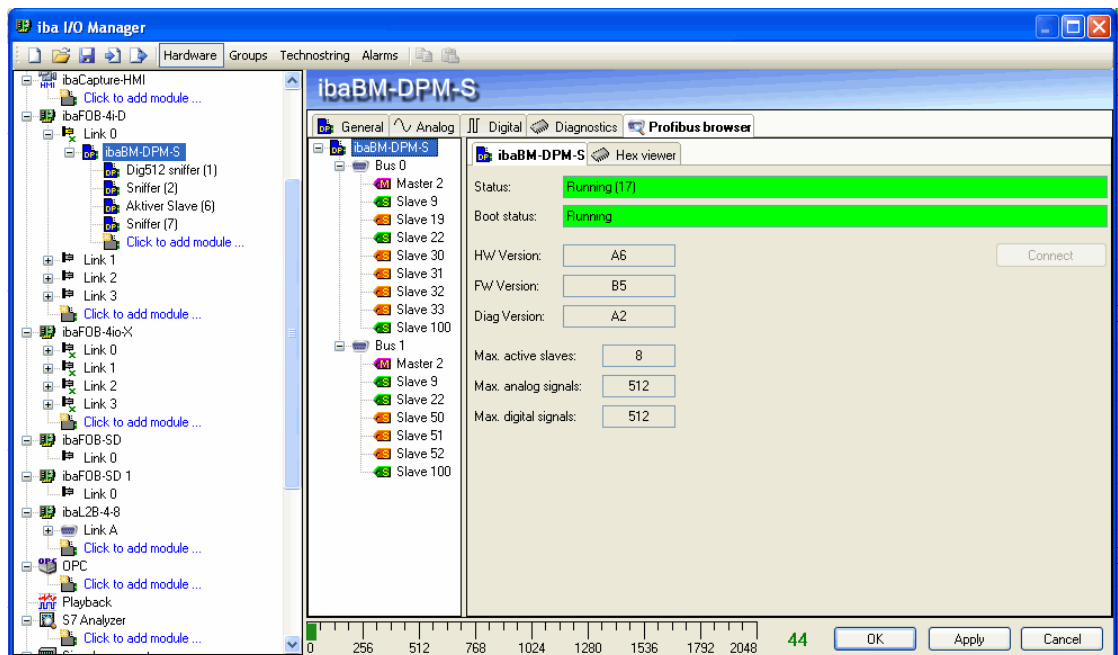 iba I/O Manager
Hardware Groups Technostring Alarms
ibaCapture-HMI
Click to add module ...
ibaFOB-4i-D
Link 0
ibaBM-DPM-S
Dig512 sniffer (1)
Sniffer (2)
Aktiver Slave (6)
Sniffer (7)
Click to add module ...
Link 1
Link 2
Link 3
Click to add module ...
ibaFOB-4io-X
Link 0
Link 1
Link 2
Link 3
Click to add module ...
ibaFOB-SD
Link 0
ibaFOB-SD 1
Link 0
ibaL2B-4-8
Link A
Click to add module ...
OPC
Click to add module ...
Playback
S7 Analyzer
Click to add module ...
ibaBM-DPM-S
General Analog Digital Diagnostics Profibus browser
ibaBM-DPM-S
Bus 0
Master 2
Slave 9
Slave 19
Slave 22
Slave 30
Slave 31
Slave 32
Slave 33
Slave 100
Bus 1
Master 2
Slave 9
Slave 22
Slave 50
Slave 51
Slave 52
Slave 100
ibaBM-DPM-S Hex viewer
Status: Running (17)
Boot status: Running
HW Version: A6 Connect
FW Version: B5
Diag Version: A2
Max. active slaves: 8
Max. analog signals: 512
Max. digital signals: 512
0 256 512 768 1024 1280 1536 1792 2048 44 OK Apply Cancel